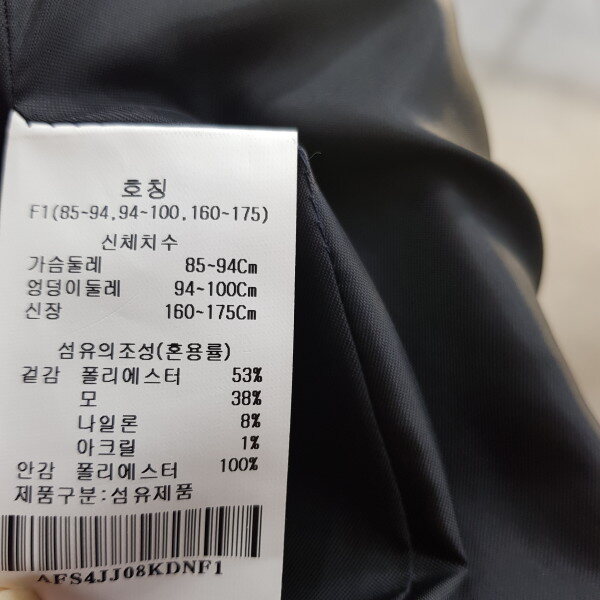 호칭
F1(85~94,94~100,160~175)
신체치수
가슴둘레 85~94Cm
엉덩이둘레 94~100Cm
신장 160~175Cm
섬유의조성(혼용률)
겉감 폴리에스터 53%
모 38%
나일론 8%
아크릴 1%
안감 폴리에스터 100%
제품구분:섬유제품
AFS4JJ08KDNF1